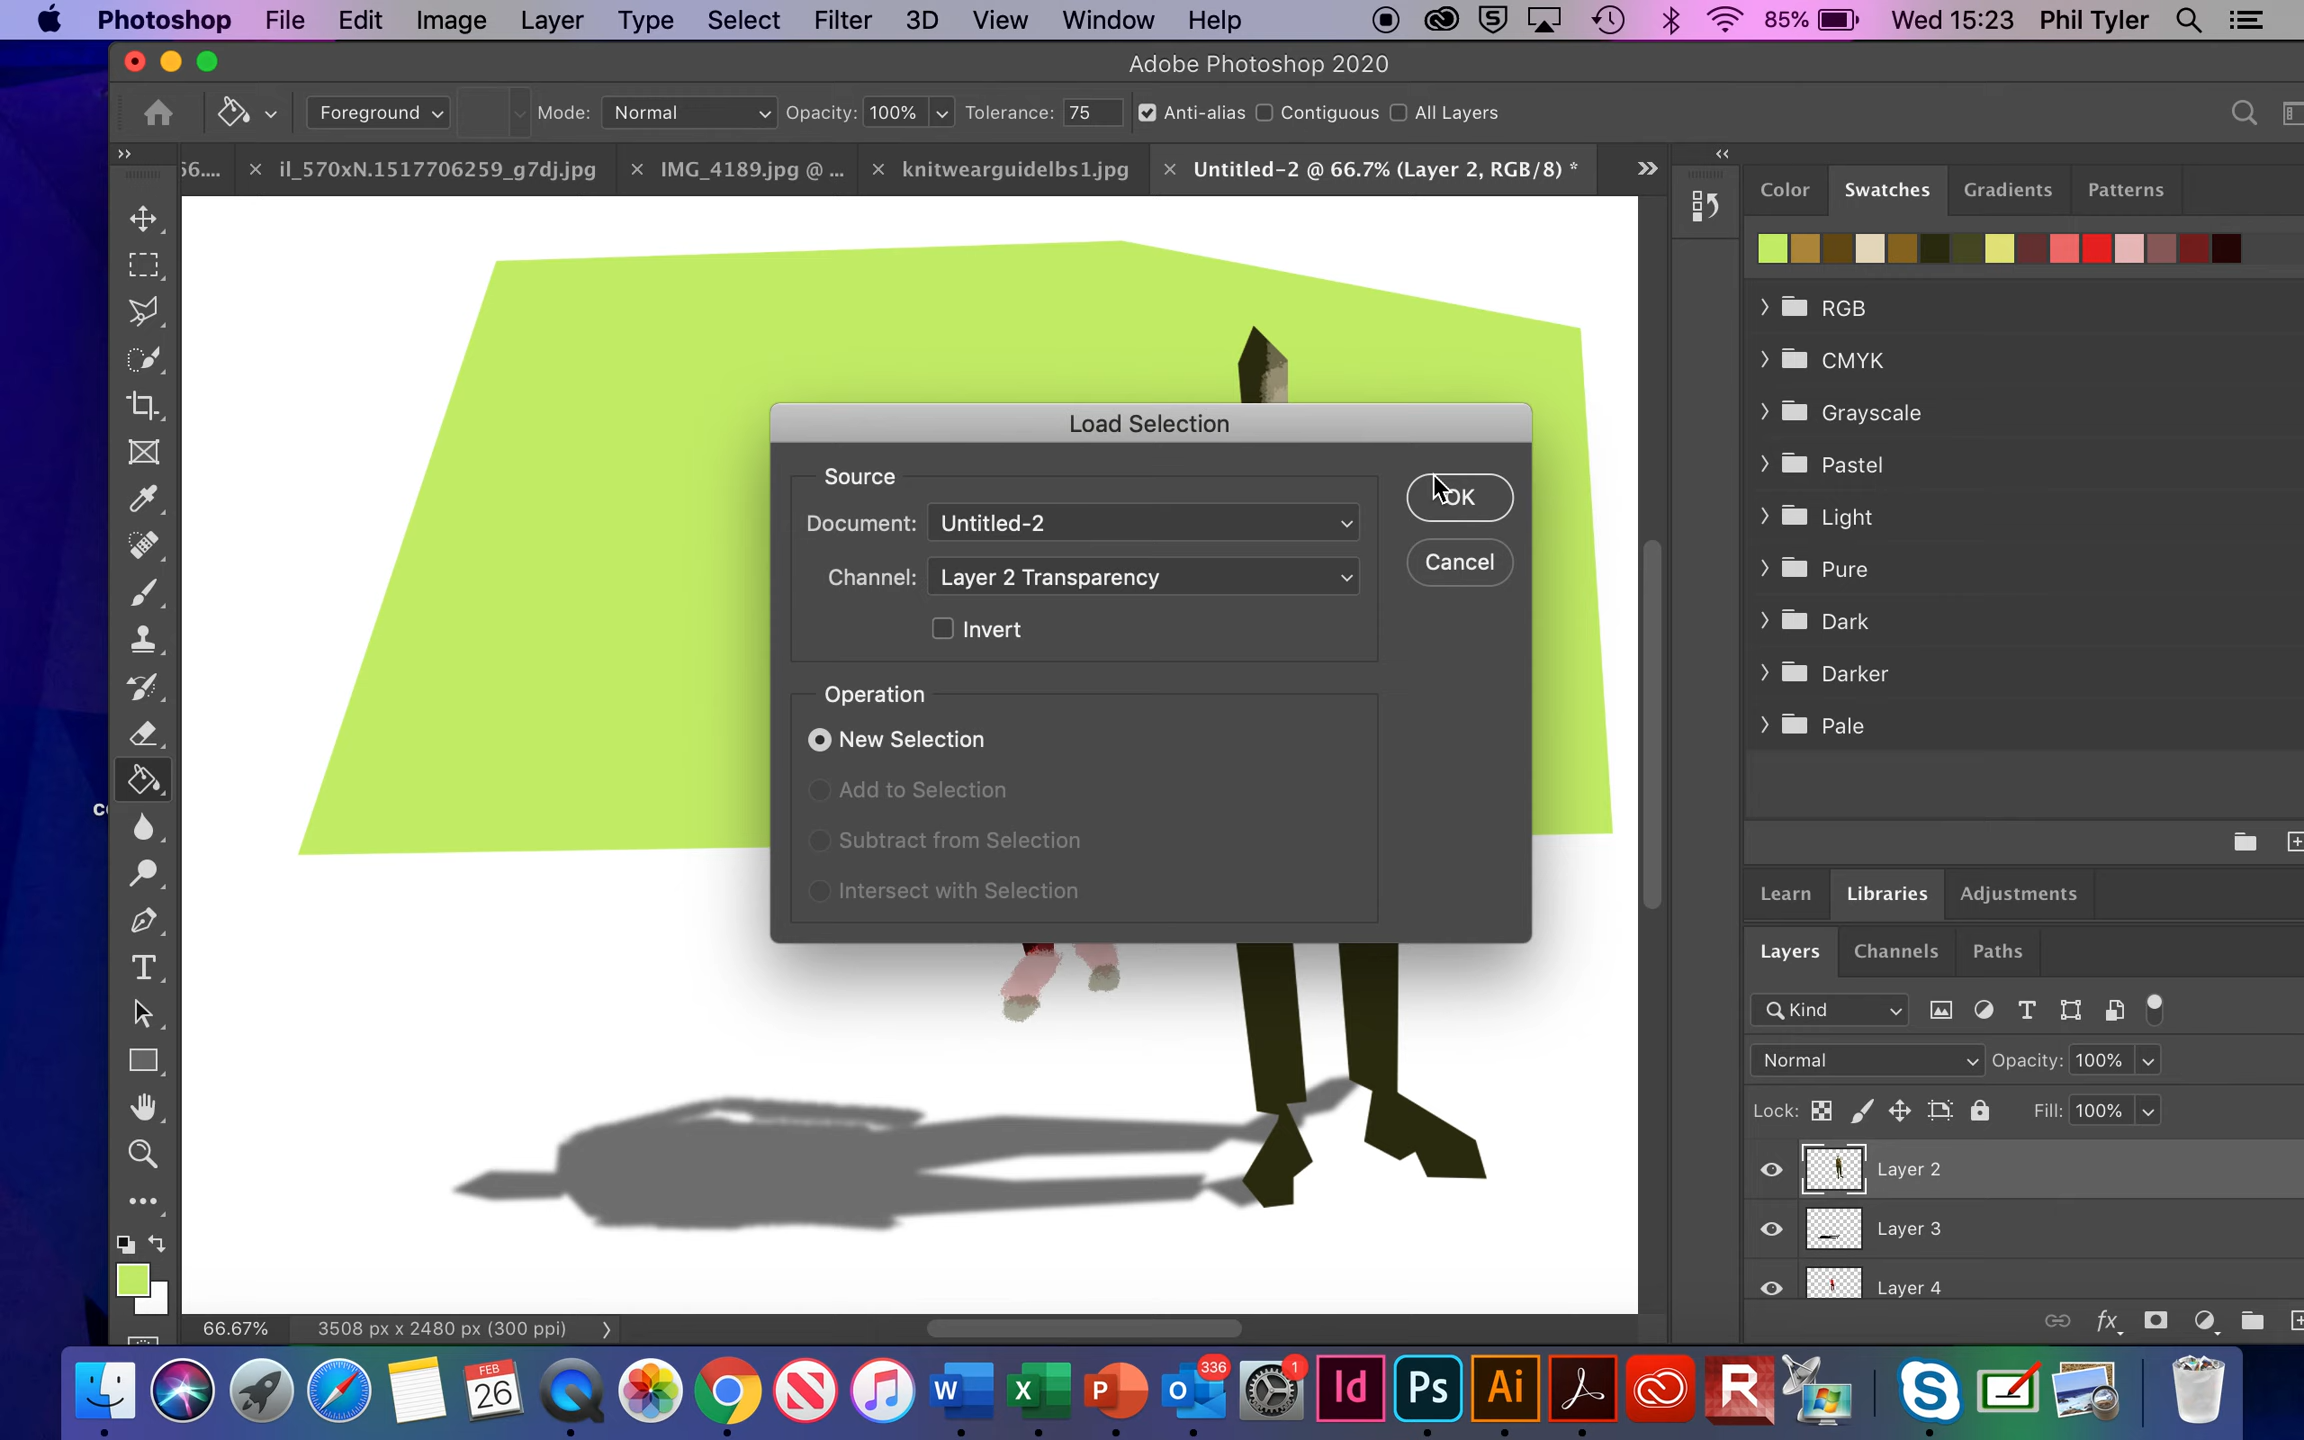 Photoshop File Edit Image Layer Type Select Filter 3D View Window Help 85% Wed 15:23 Phil Tyler
Adobe Photoshop 2020
Foreground Mode: Normal Opacity: 100% Tolerance: 75 Anti-alias Contiguous All Layers
66.... × il_570xN.1517706259_g7dj.jpg × IMG_4189.jpg @ ... × knitwearguidelbs1.jpg × Untitled-2 @ 66.7% (Layer 2, RGB/8) *
Color Swatches Gradients Patterns
RGB
CMYK
Grayscale
Pastel
Light
Pure
Dark
Darker
Pale
Load Selection
Source
Document: Untitled-2
Channel: Layer 2 Transparency
Invert
OK
Cancel
Operation
New Selection
Add to Selection
Subtract from Selection
Intersect with Selection
Learn Libraries Adjustments
Layers Channels Paths
Kind
Normal Opacity: 100%
Lock: Fill: 100%
Layer 2
Layer 3
Layer 4
fx
66.67% 3508 px x 2480 px (300 ppi)
FEB
26
W X P O 336 1 Id Ps Ai R S